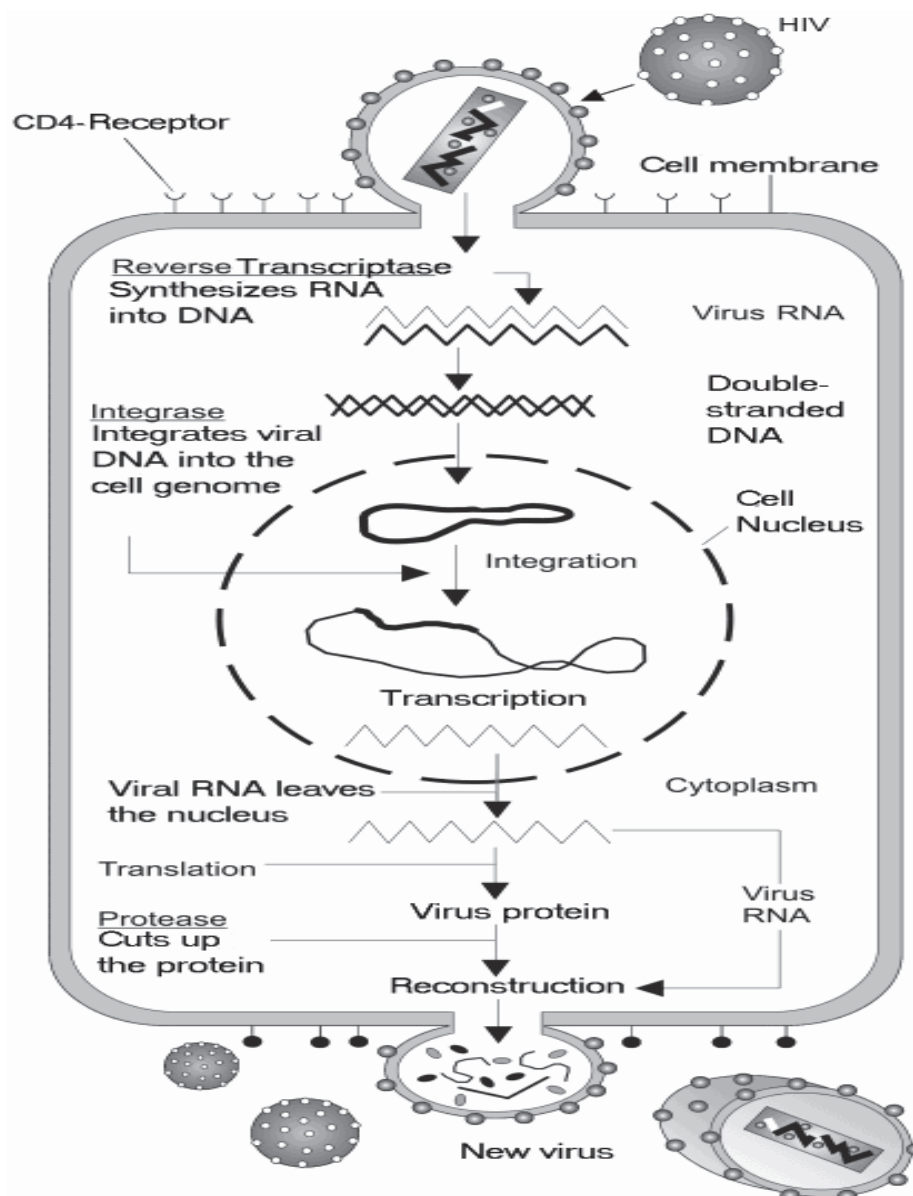 HIV
CD4-Receptor
Cell membrane
Reverse Transcriptase
Synthesizes RNA
into DNA
Virus RNA
Double-
stranded
DNA
Integrase
Integrates viral
DNA into the
cell genome
Cell
Nucleus
Integration
Transcription
Viral RNA leaves
the nucleus
Cytoplasm
Translation
Virus
RNA
Virus protein
Protease
Cuts up
the protein
Reconstruction
New virus